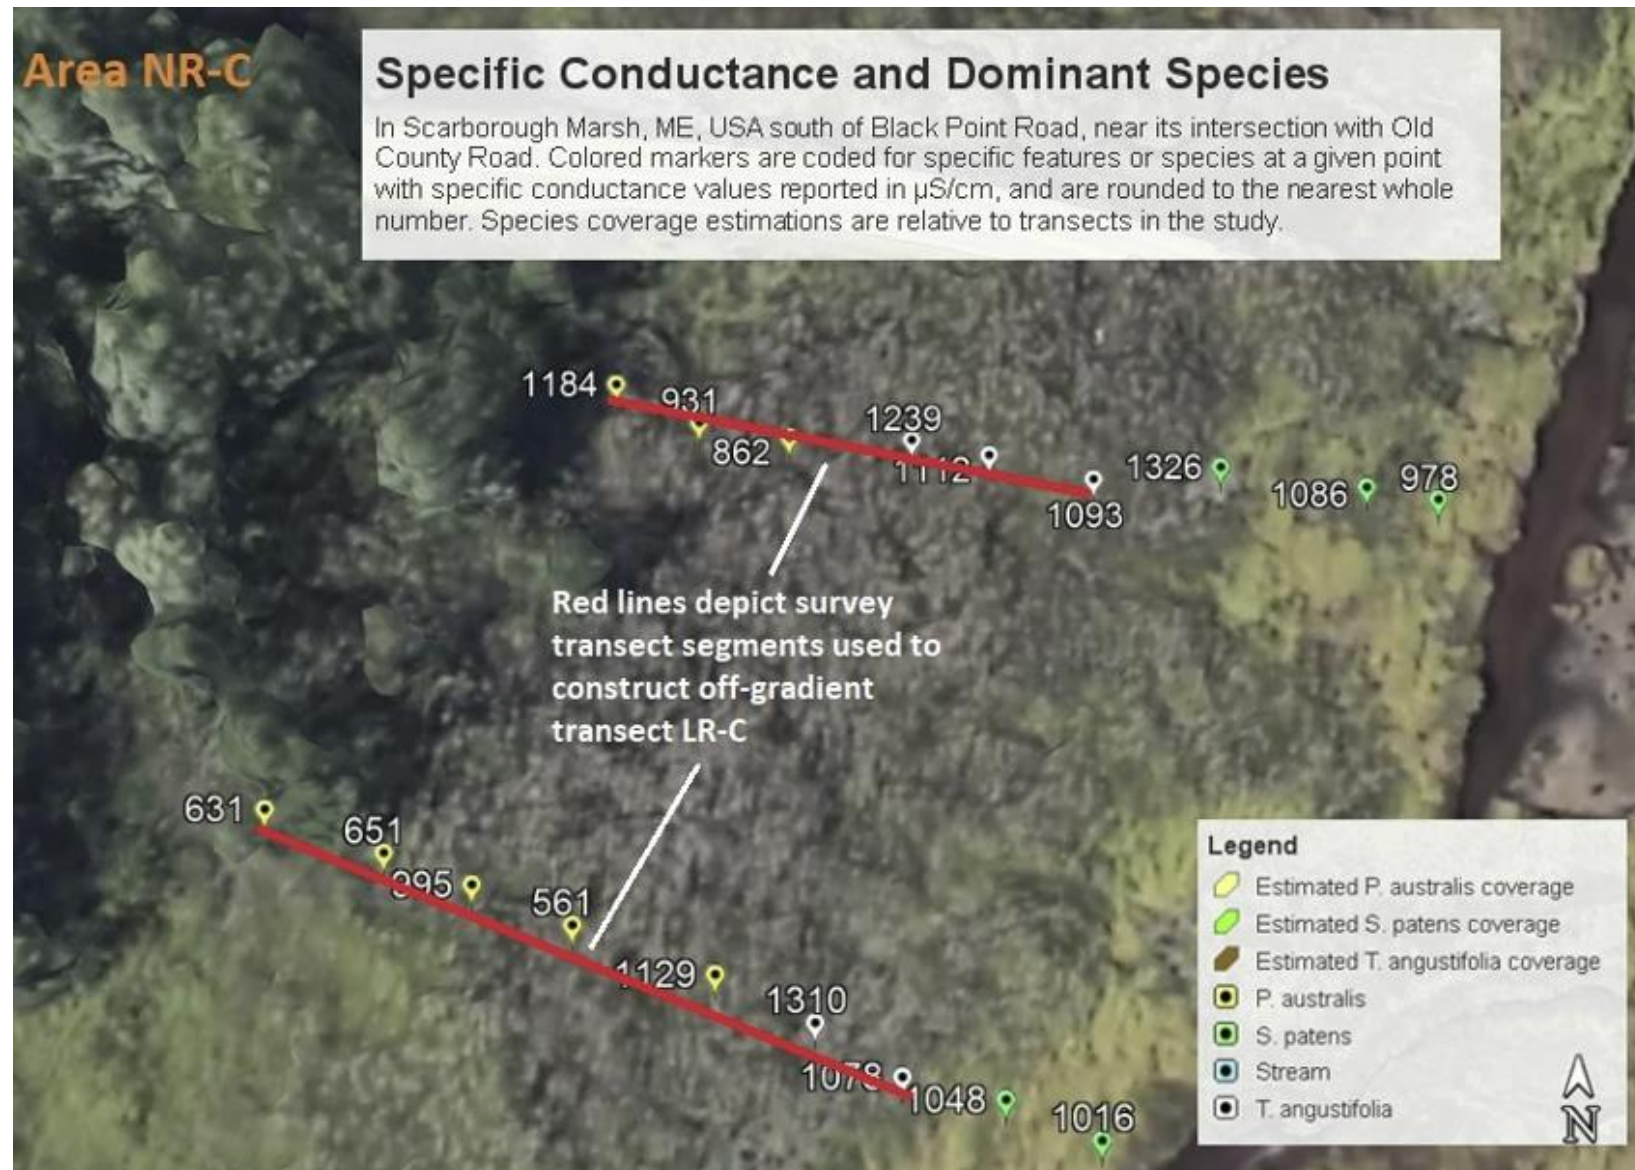 Area NR-C
Specific Conductance and Dominant Species
In Scarborough Marsh, ME, USA south of Black Point Road, near its intersection with Old
County Road. Colored markers are coded for specific features or species at a given point
with specific conductance values reported in µS/cm, and are rounded to the nearest whole
number. Species coverage estimations are relative to transects in the study.
1184
931
862
1239
1112
1093
1326
1086
978
Red lines depict survey
transect segments used to
construct off-gradient
transect LR-C
631
651
995
561
1129
1310
1078
1048
1016
Legend
Estimated P. australis coverage
Estimated S. patens coverage
Estimated T. angustifolia coverage
P. australis
S. patens
Stream
T. angustifolia
N